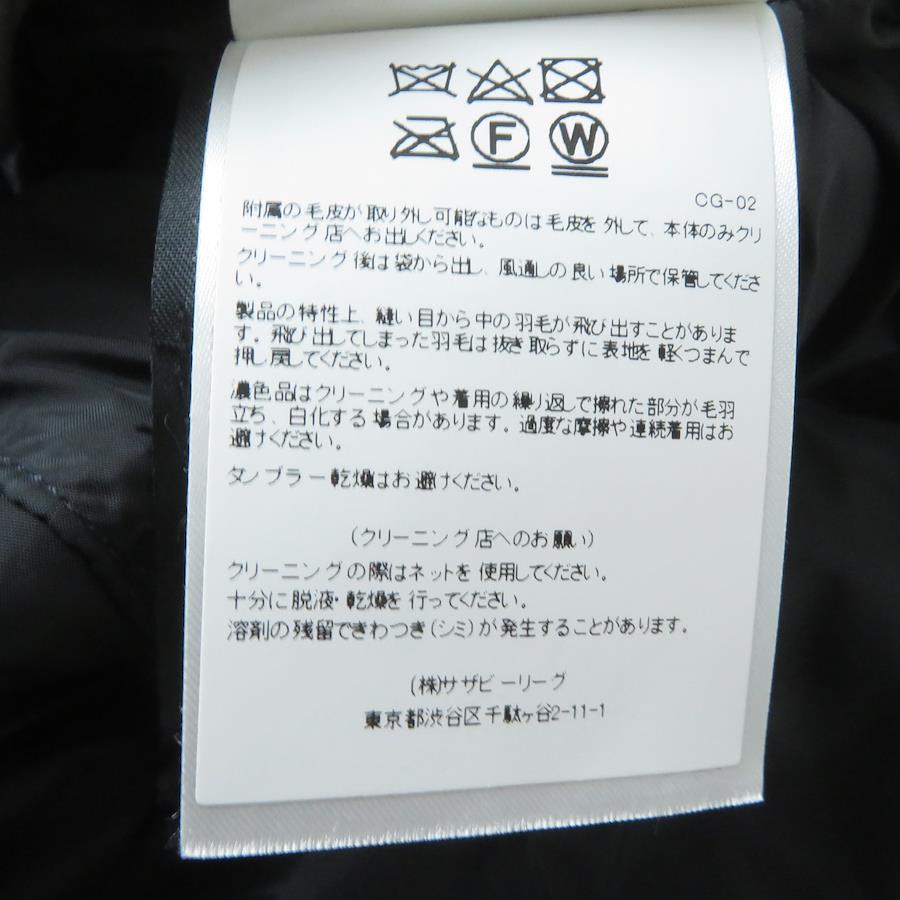 F W
CG-02
附属の毛皮が取り外し可能なものは毛皮を外して、本体のみクリ
ーニング店へお出しください。
クリーニング後は袋から出し、風通しの良い場所で保管してくださ
い。
製品の特性上、縫い目から中の羽毛が飛び出すことがありま
す。飛び出してしまった羽毛は抜き取らずに表地を軽くつまんで
押し戻してください。
濃色品はクリーニングや着用の繰り返しで擦れた部分が毛羽
立ち、白化する場合があります。過度な摩擦や連続着用はお
避けください。
タンブラー乾燥はお避けください。
(クリーニング店へのお願い)
クリーニングの際はネットを使用してください。
十分に脱液・乾燥を行ってください。
溶剤の残留できわつき(シミ)が発生することがあります。
(株)サザビーリーグ
東京都渋谷区千駄ヶ谷2-11-1